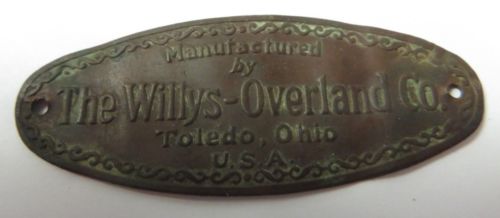 Manufactured
by
The Willys-Overland Co.
Toledo, Ohio
U.S.A.